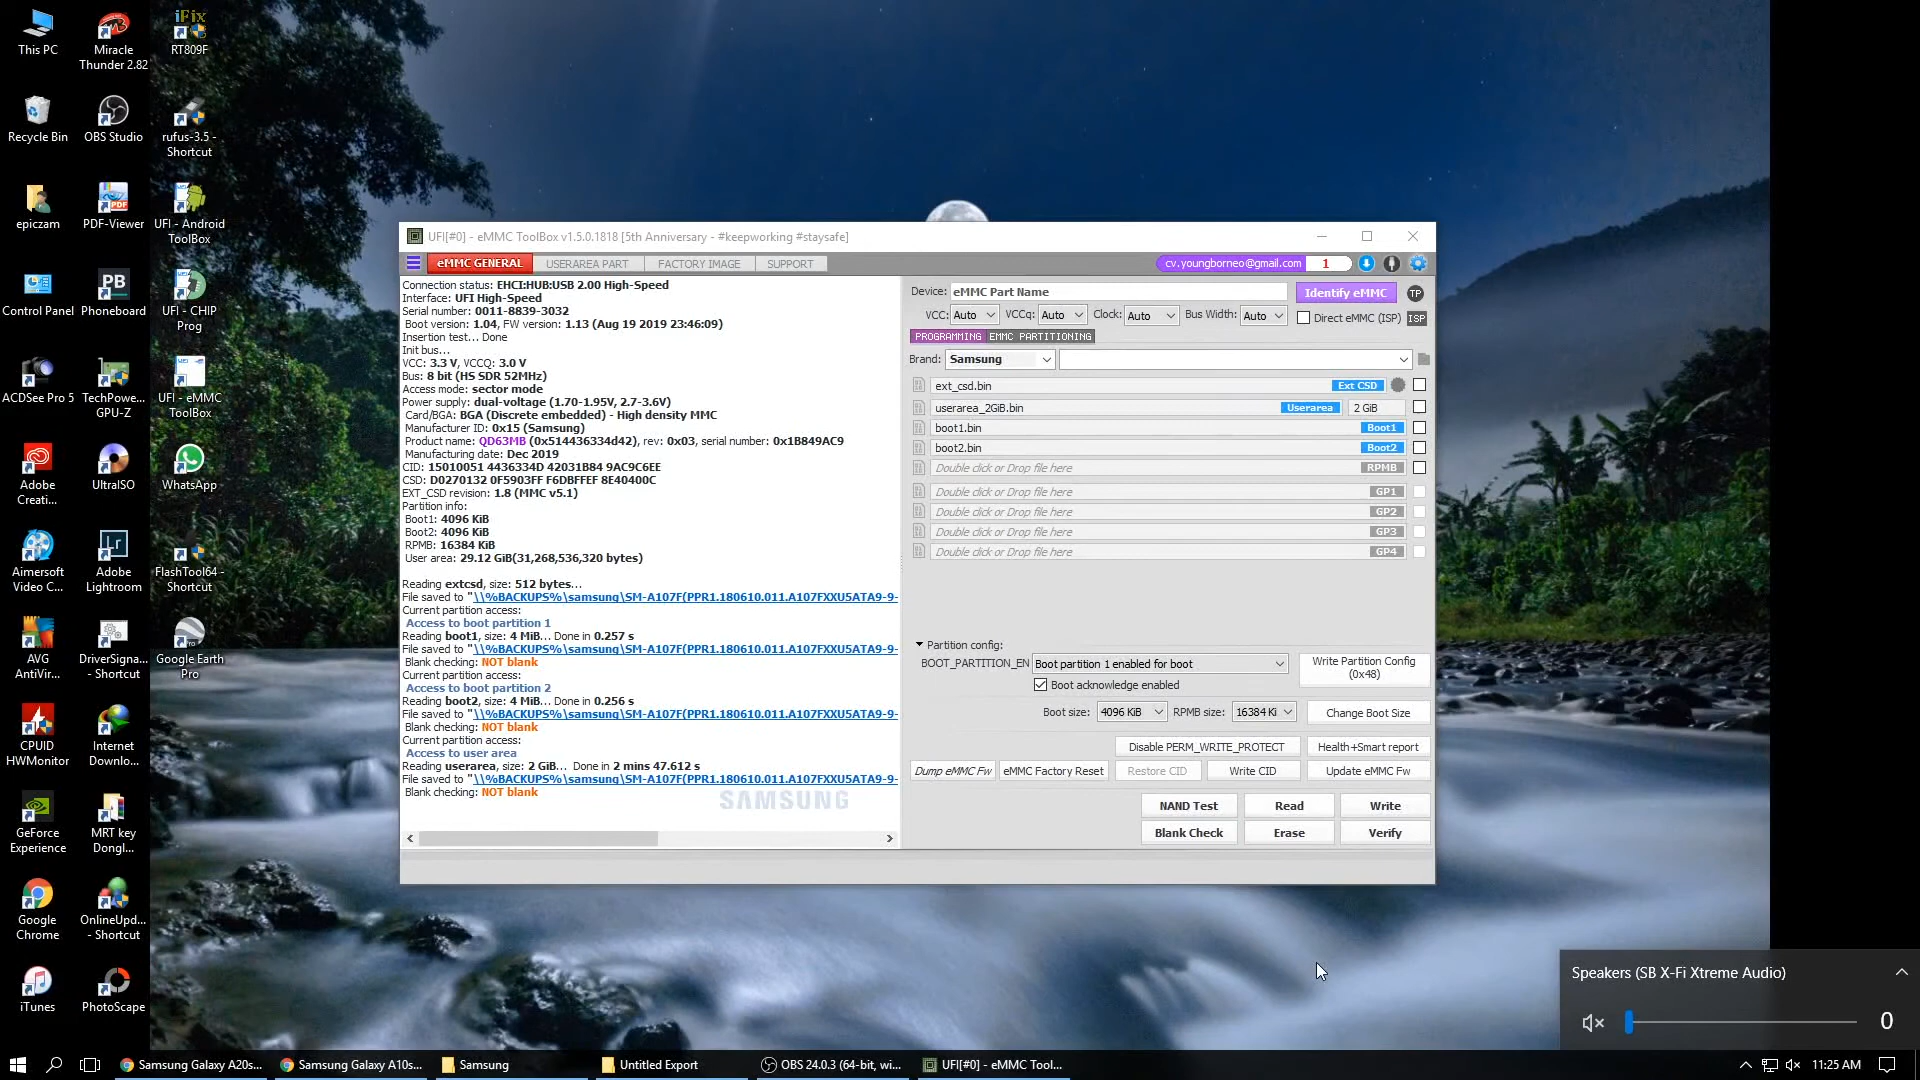 This PC
Miracle
Thunder 2.82
iFix
RT809F
Recycle Bin
OBS Studio
rufus-3.5 -
Shortcut
epiczam
PDF-Viewer
UFI - Android
ToolBox
Control Panel
Phoneboard
UFI - CHIP
Prog
ACDSee Pro 5
TechPowe...
GPU-Z
UFI - eMMC
ToolBox
Adobe
Creati...
UltraISO
WhatsApp
Aimersoft
Video C...
Adobe
Lightroom
FlashTool64 -
Shortcut
AVG
AntiVir...
DriverSigna...
- Shortcut
Google Earth
Pro
CPUID
HWMonitor
Internet
Downlo...
GeForce
Experience
MRT key
Dongl...
Google
Chrome
OnlineUpd...
- Shortcut
iTunes
PhotoScape
UFI[#0] - eMMC ToolBox v1.5.0.1818 [5th Anniversary - #keepworking #staysafe]
eMMC GENERAL USERAREA PART FACTORY IMAGE SUPPORT cv.youngborneo@gmail.com 1
Connection status: EHCI:HUB:USB 2.00 High-Speed
Interface: UFI High-Speed
Serial number: 0011-8839-3032
Boot version: 1.04, FW version: 1.13 (Aug 19 2019 23:46:09)
Insertion test... Done
Init bus...
VCC: 3.3 V, VCCQ: 3.0 V
Bus: 8 bit (HS SDR 52MHz)
Access mode: sector mode
Power supply: dual-voltage (1.70-1.95V, 2.7-3.6V)
Card/BGA: BGA (Discrete embedded) - High density MMC
Manufacturer ID: 0x15 (Samsung)
Product name: QD63MB (0x514436334d42), rev: 0x03, serial number: 0x1B849AC9
Manufacturing date: Dec 2019
CID: 15010051 4436334D 42031B84 9AC9C6EE
CSD: D0270132 0F5903FF F6DBFFEF 8E40400C
EXT_CSD revision: 1.8 (MMC v5.1)
Partition info:
Boot1: 4096 KiB
Boot2: 4096 KiB
RPMB: 16384 KiB
User area: 29.12 GiB(31,268,536,320 bytes)
Reading extcsd, size: 512 bytes...
File saved to "\\%BACKUPS%\samsung\SM-A107F(PPR1.180610.011.A107FXXU5ATA9-9-
Current partition access:
Access to boot partition 1
Reading boot1, size: 4 MiB... Done in 0.257 s
File saved to "\\%BACKUPS%\samsung\SM-A107F(PPR1.180610.011.A107FXXU5ATA9-9-
Blank checking: NOT blank
Current partition access:
Access to boot partition 2
Reading boot2, size: 4 MiB... Done in 0.256 s
File saved to "\\%BACKUPS%\samsung\SM-A107F(PPR1.180610.011.A107FXXU5ATA9-9-
Blank checking: NOT blank
Current partition access:
Access to user area
Reading userarea, size: 2 GiB... Done in 2 mins 47.612 s
File saved to "\\%BACKUPS%\samsung\SM-A107F(PPR1.180610.011.A107FXXU5ATA9-9-
Blank checking: NOT blank
SAMSUNG
Device: eMMC Part Name Identify eMMC TP
VCC: Auto VCCq: Auto Clock: Auto Bus Width: Auto Direct eMMC (ISP) ISP
PROGRAMMING EMMC PARTITIONING
Brand: Samsung
ext_csd.bin Ext CSD
userarea_2GiB.bin Userarea 2 GiB
boot1.bin Boot1
boot2.bin Boot2
Double click or Drop file here RPMB
Double click or Drop file here GP1
Double click or Drop file here GP2
Double click or Drop file here GP3
Double click or Drop file here GP4
Partition config:
BOOT_PARTITION_EN Boot partition 1 enabled for boot Write Partition Config
(0x48)
Boot acknowledge enabled
Boot size: 4096 KiB RPMB size: 16384 Ki Change Boot Size
Disable PERM_WRITE_PROTECT Health+Smart report
Dump eMMC Fw eMMC Factory Reset Restore CID Write CID Update eMMC Fw
NAND Test Read Write
Blank Check Erase Verify
Speakers (SB X-Fi Xtreme Audio)
0
Samsung Galaxy A20s... Samsung Galaxy A10s... Samsung Untitled Export OBS 24.0.3 (64-bit, wi... UFI[#0] - eMMC Tool... 11:25 AM